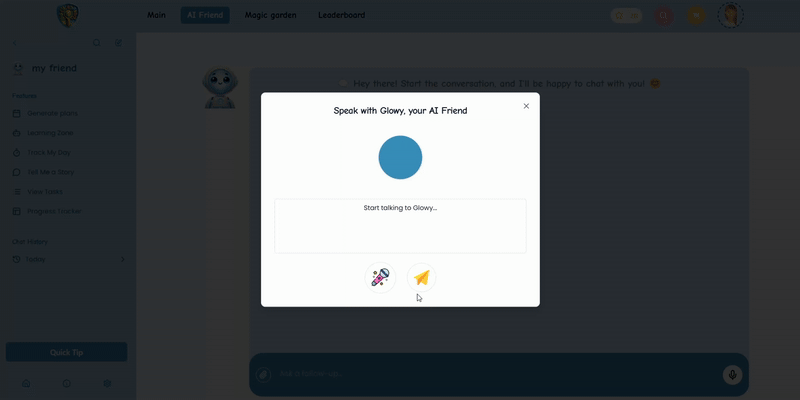 Main
AI Friend
Magic garden
Leaderboard
my friend
Features
Generate plans
Learning Zone
Track My Day
Tell Me A Story
View Tasks
Progress Tracker
Chat history
Today
Quick Tip
Hey there! Start the conversation, and I'll be happy to chat with you!
Speak with Glowy, your AI Friend
Start talking to Glowy...